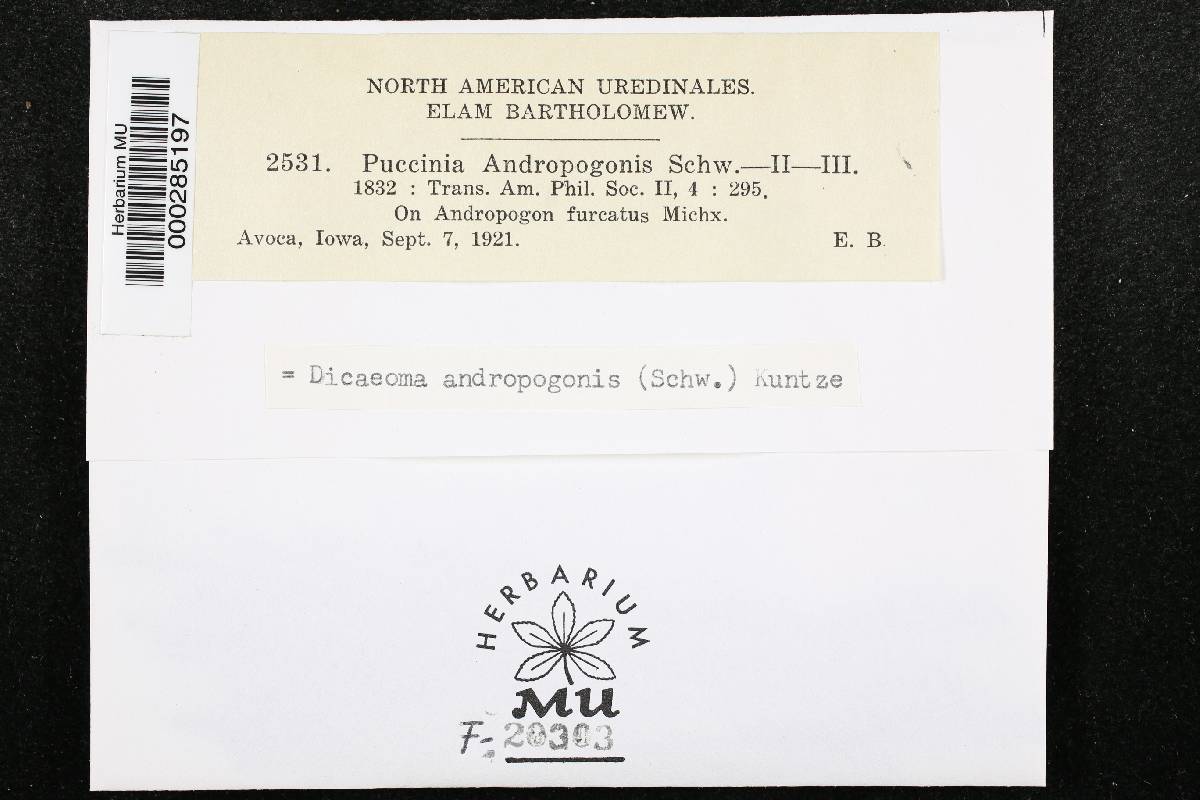 Herbarium MU
000285197
NORTH AMERICAN UREDINALES.
ELAM BARTHOLOMEW.
2531. Puccinia Andropogonis Schw.—II—III.
1832 : Trans. Am. Phil. Soc. II, 4 : 295.
On Andropogon furcatus Michx.
Avoca, Iowa, Sept. 7, 1921. E. B.
= Dicaeoma andropogonis (Schw.) Kuntze
HERBARIUM
MU
F-